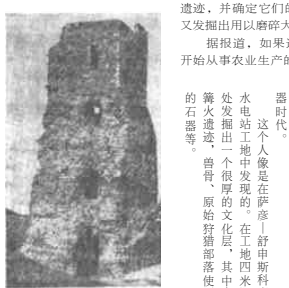 遗迹，并确定它们的
又发掘出用以磨碎大
据报道，如果
开始从事农业生产的
器时代。
这个人像是在萨彦—舒申斯科
水电站工地中发现的。在工地四米
处发掘出一个很厚的文化层，其中
篝火遗迹，兽骨、原始狩猎部落使
的石器等。